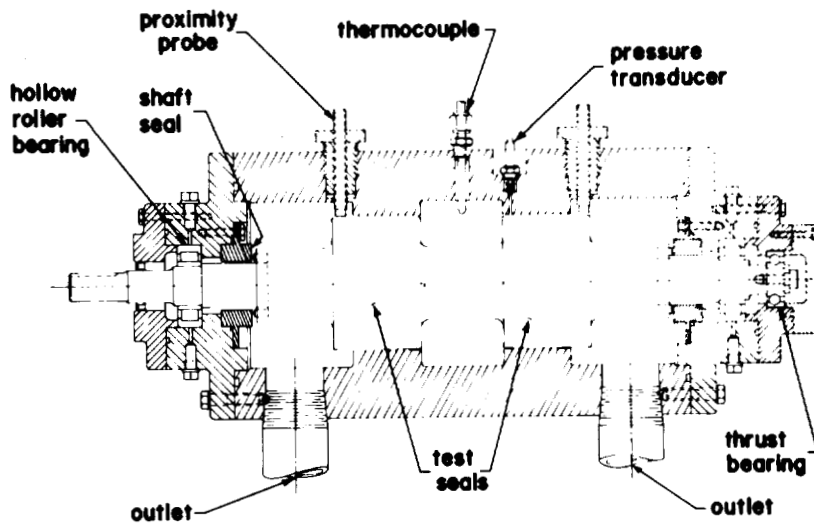 proximity
probe
thermocouple
pressure
transducer
hollow
roller
bearing
shaft
seal
test
seals
thrust
bearing
outlet
outlet